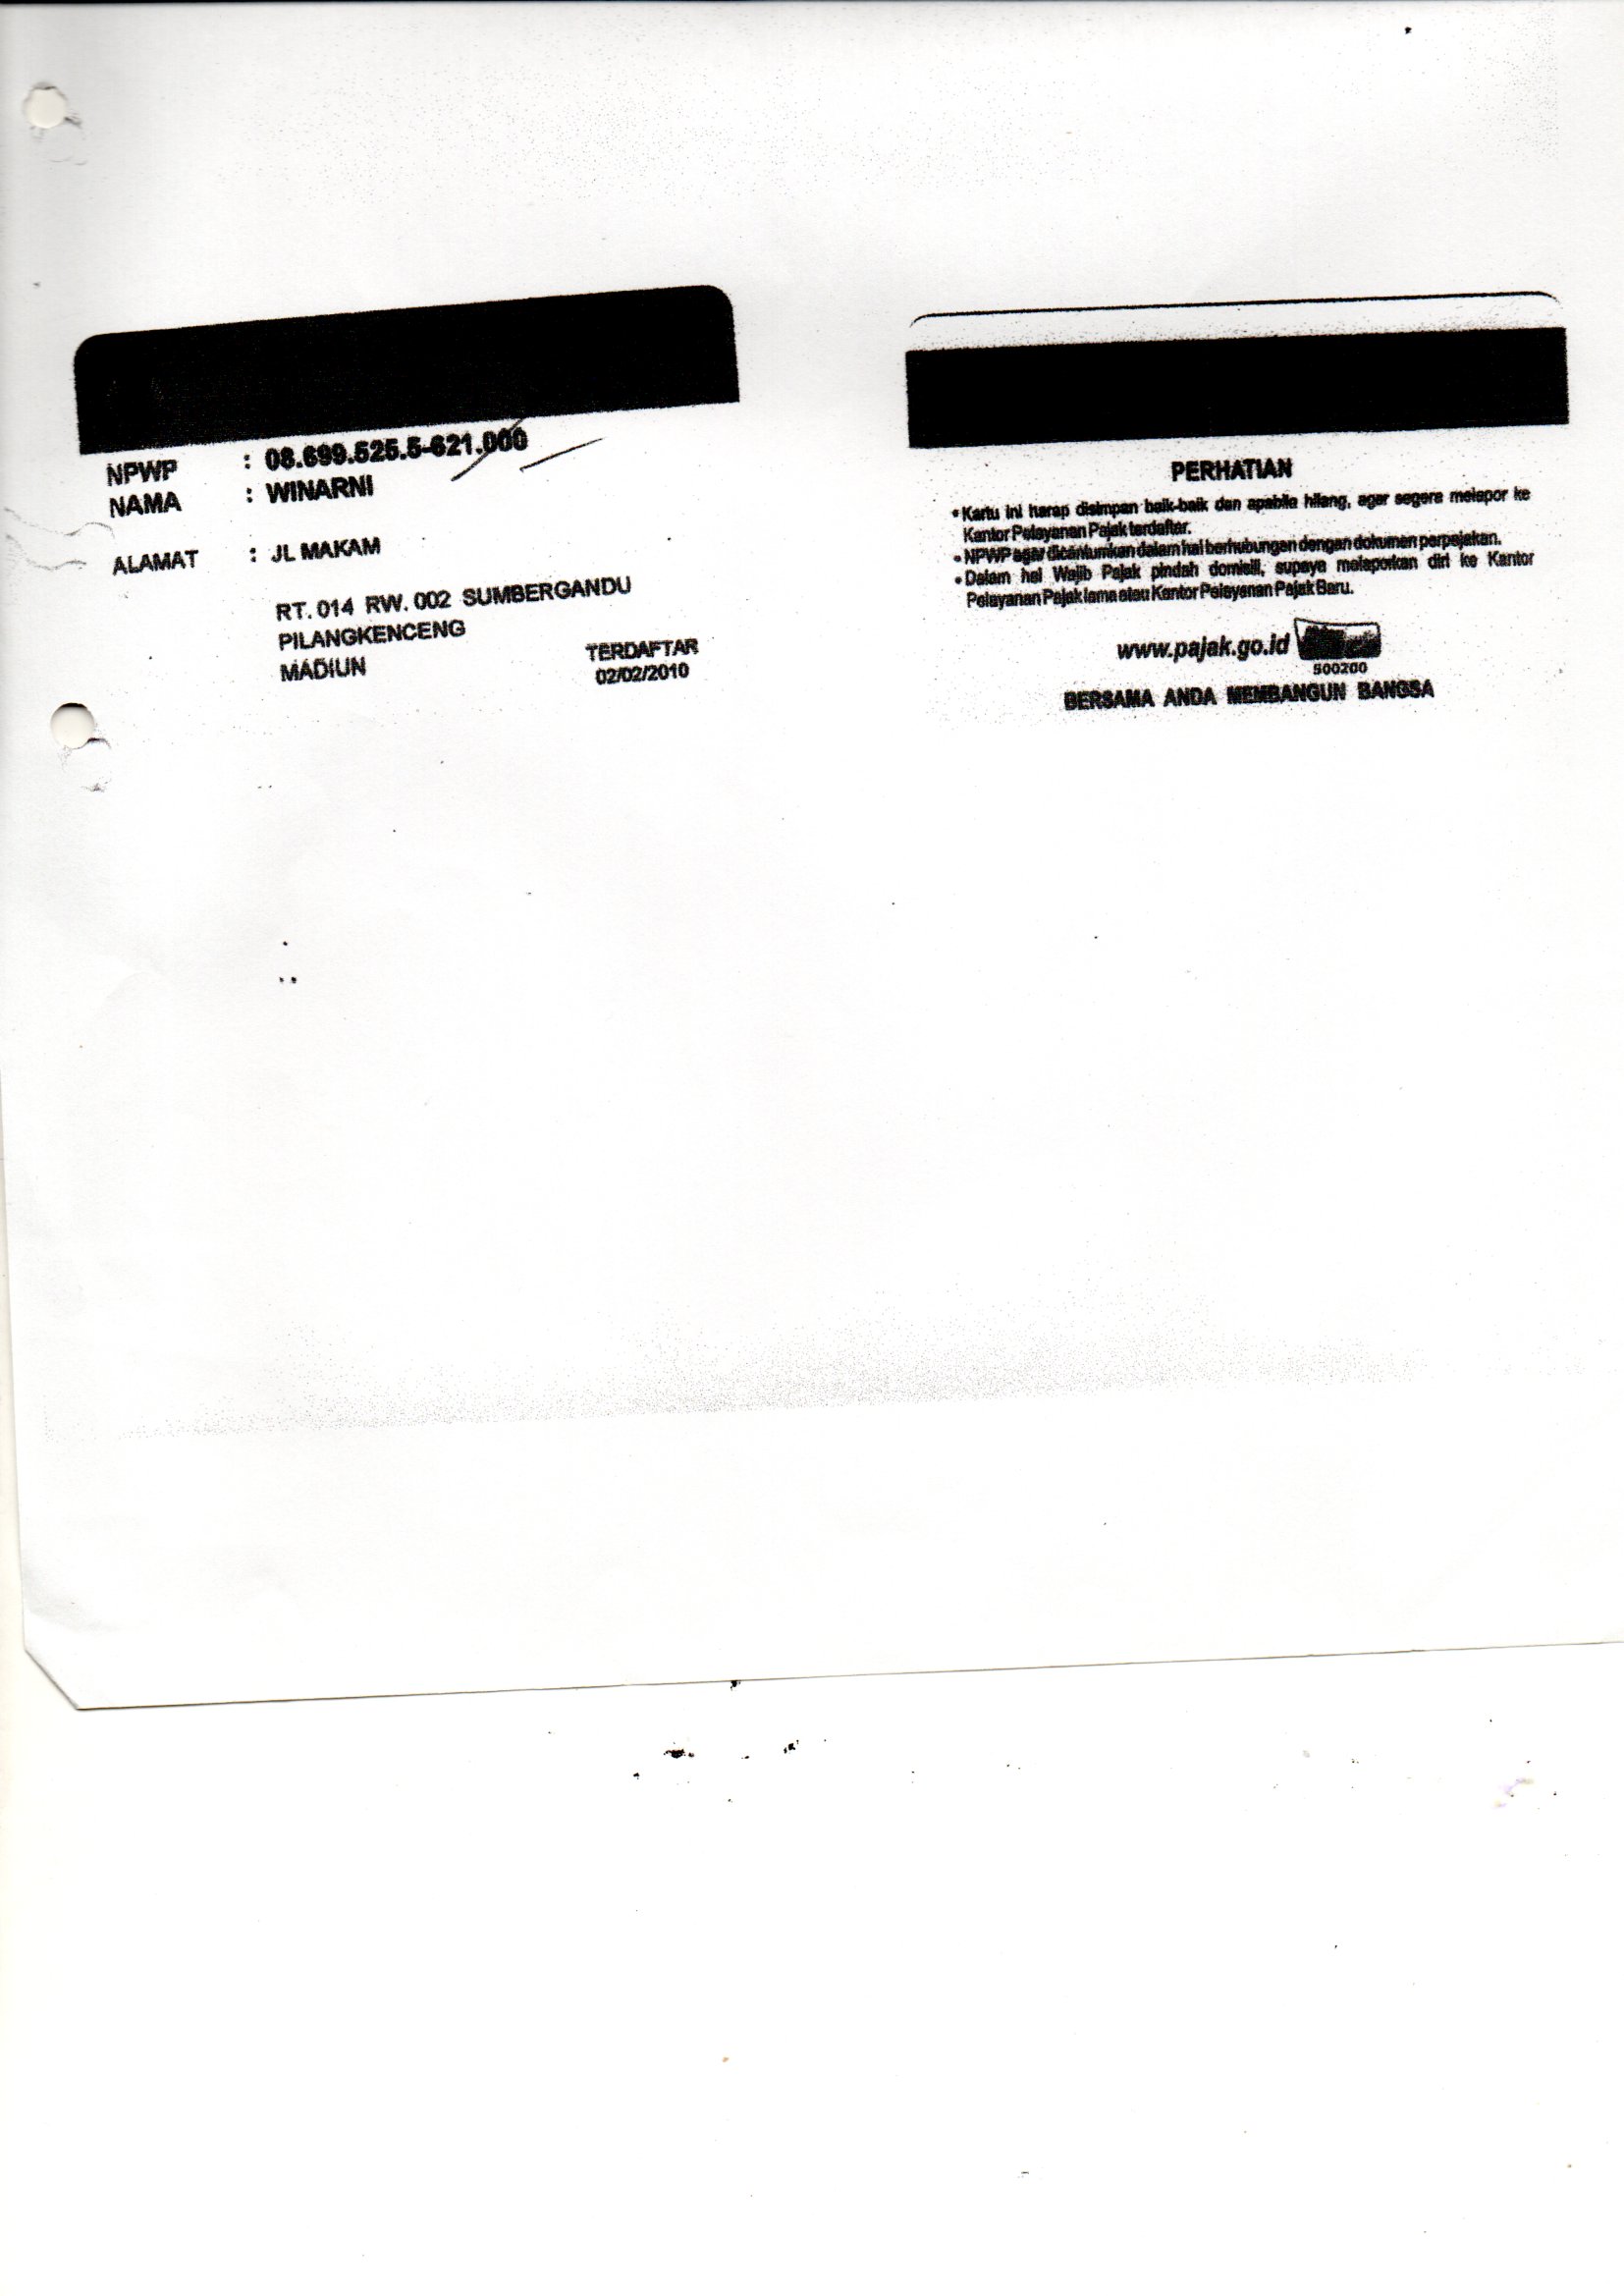 NPWP : 08.699.525.5-621.000
NAMA : WINARNI
ALAMAT : JL MAKAM
RT. 014 RW. 002 SUMBERGANDU
PILANGKENCENG
MADIUN
TERDAFTAR
02/02/2010
PERHATIAN
• Kartu ini harap disimpan baik-baik dan apabila hilang, agar segera melapor ke
Kantor Pelayanan Pajak terdaftar.
• NPWP agar dicantumkan dalam hal berhubungan dengan dokumen perpajakan.
• Dalam hal Wajib Pajak pindah domisili, supaya melaporkan diri ke Kantor
Pelayanan Pajak lama atau Kantor Pelayanan Pajak Baru.
www.pajak.go.id
500200
BERSAMA ANDA MEMBANGUN BANGSA